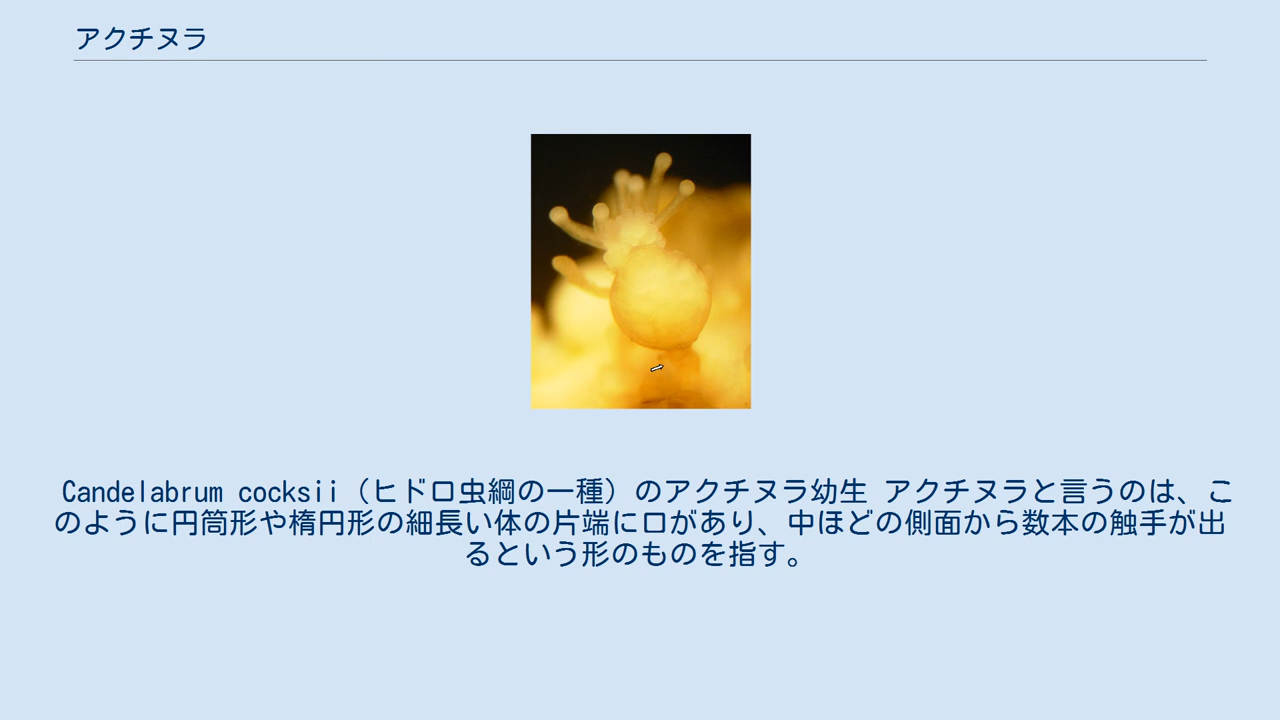 アクチヌラ
Candelabrum cocksii（ヒドロ虫綱の一種）のアクチヌラ幼生 アクチヌラと言うのは、こ
のように円筒形や楕円形の細長い体の片端に口があり、中ほどの側面から数本の触手が出
るという形のものを指す。